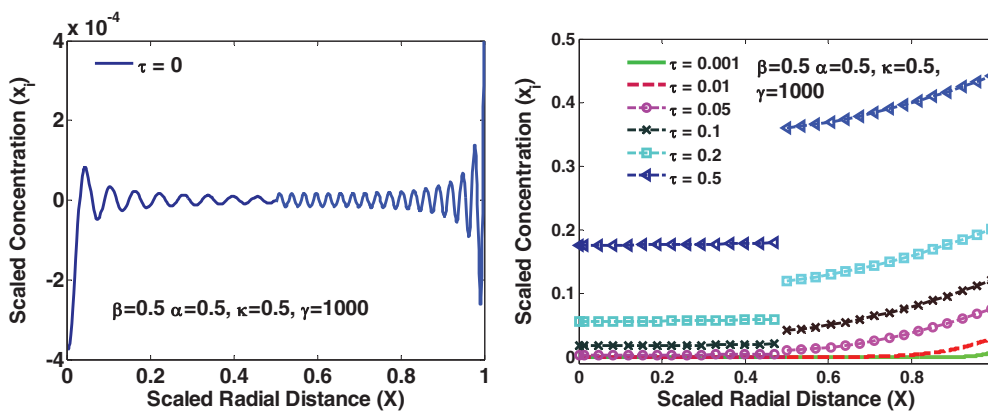 x 10⁻⁴
4
2
0
-2
-4
Scaled Concentration (xᵢ)
τ = 0
β=0.5 α=0.5, κ=0.5, γ=1000
0 0.2 0.4 0.6 0.8 1
Scaled Radial Distance (X)
0.5
0.4
0.3
0.2
0.1
0
Scaled Concentration (xᵢ)
τ = 0.001
τ = 0.01
τ = 0.05
τ = 0.1
τ = 0.2
τ = 0.5
β=0.5 α=0.5, κ=0.5,
γ=1000
0 0.2 0.4 0.6 0.8
Scaled Radial Distance (X)